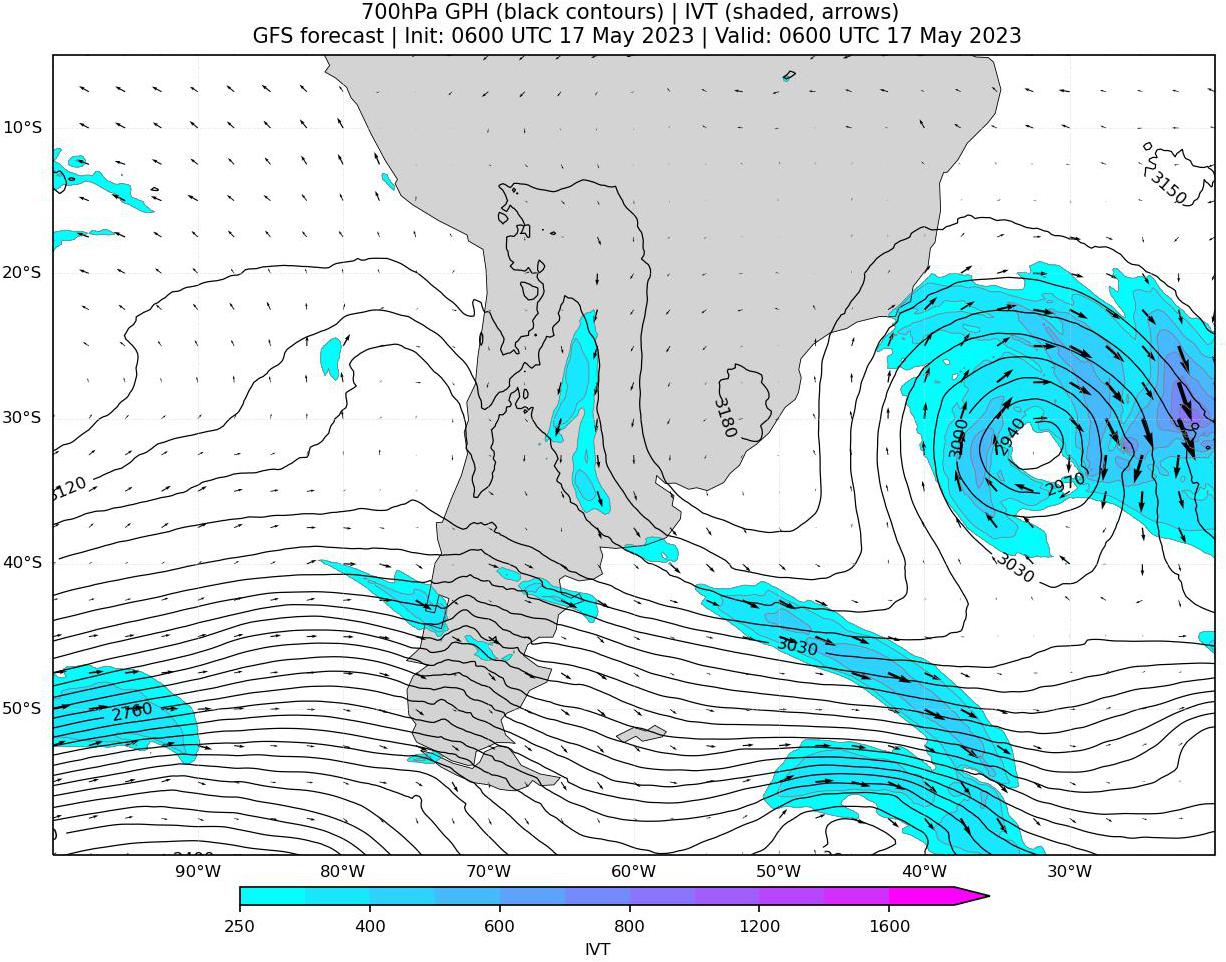 700hPa GPH (black contours) | IVT (shaded, arrows)
GFS forecast | Init: 0600 UTC 17 May 2023 | Valid: 0600 UTC 17 May 2023
10°S
3150
20°S
30°S
3180
3000
2940
2970
3120
40°S
3030
3030
50°S
2760
90°W
80°W
70°W
60°W
50°W
40°W
30°W
250
400
600
800
1200
1600
IVT